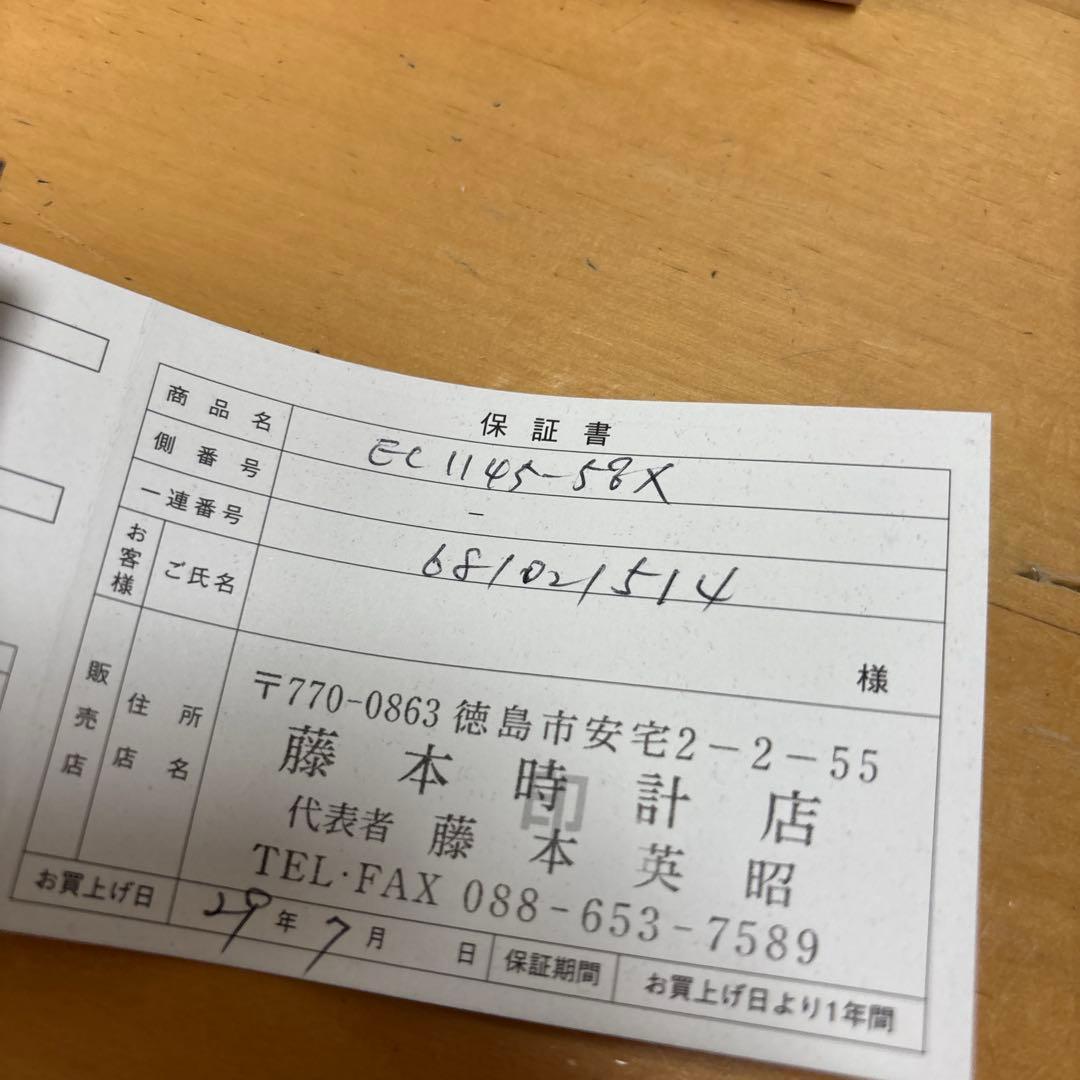 保証書
商品名 EC1145-58X
側番号 -
一連番号 681021514
お客様 ご氏名 様
販売店 住所 店名
〒770-0863 徳島市安宅2-2-55
藤本時計店
印
代表者 藤本英昭
TEL・FAX 088-653-7589
お買上げ日 29年7月 日 保証期間 お買上げ日より1年間